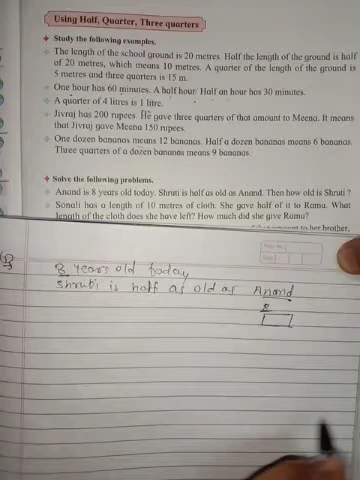 Using Half, Quarter, Three quarters
Study the following examples.
The length of the school ground is 20 metres. Half the length of the ground is half
of 20 metres, which means 10 metres. A quarter of the length of the ground is
5 metres and three quarters is 15 m.
One hour has 60 minutes. A half hour/ Half an hour has 30 minutes.
A quarter of 4 litres is 1 litre.
Jivraj has 200 rupees. He gave three quarters of that amount to Meena. It means
that Jivraj gave Meena 150 rupees.
One dozen bananas means 12 bananas. Half a dozen bananas means 6 bananas.
Three quarters of a dozen bananas means 9 bananas.
Solve the following problems.
Anand is 8 years old today. Shruti is half as old as Anand. Then how old is Shruti ?
Sonali has a length of 10 metres of cloth. She gave half of it to Ramu. What
length of the cloth does she have left? How much did she give Ramu?
amount to her brother,
8 years old today
Shruti is half as old as Anand
8